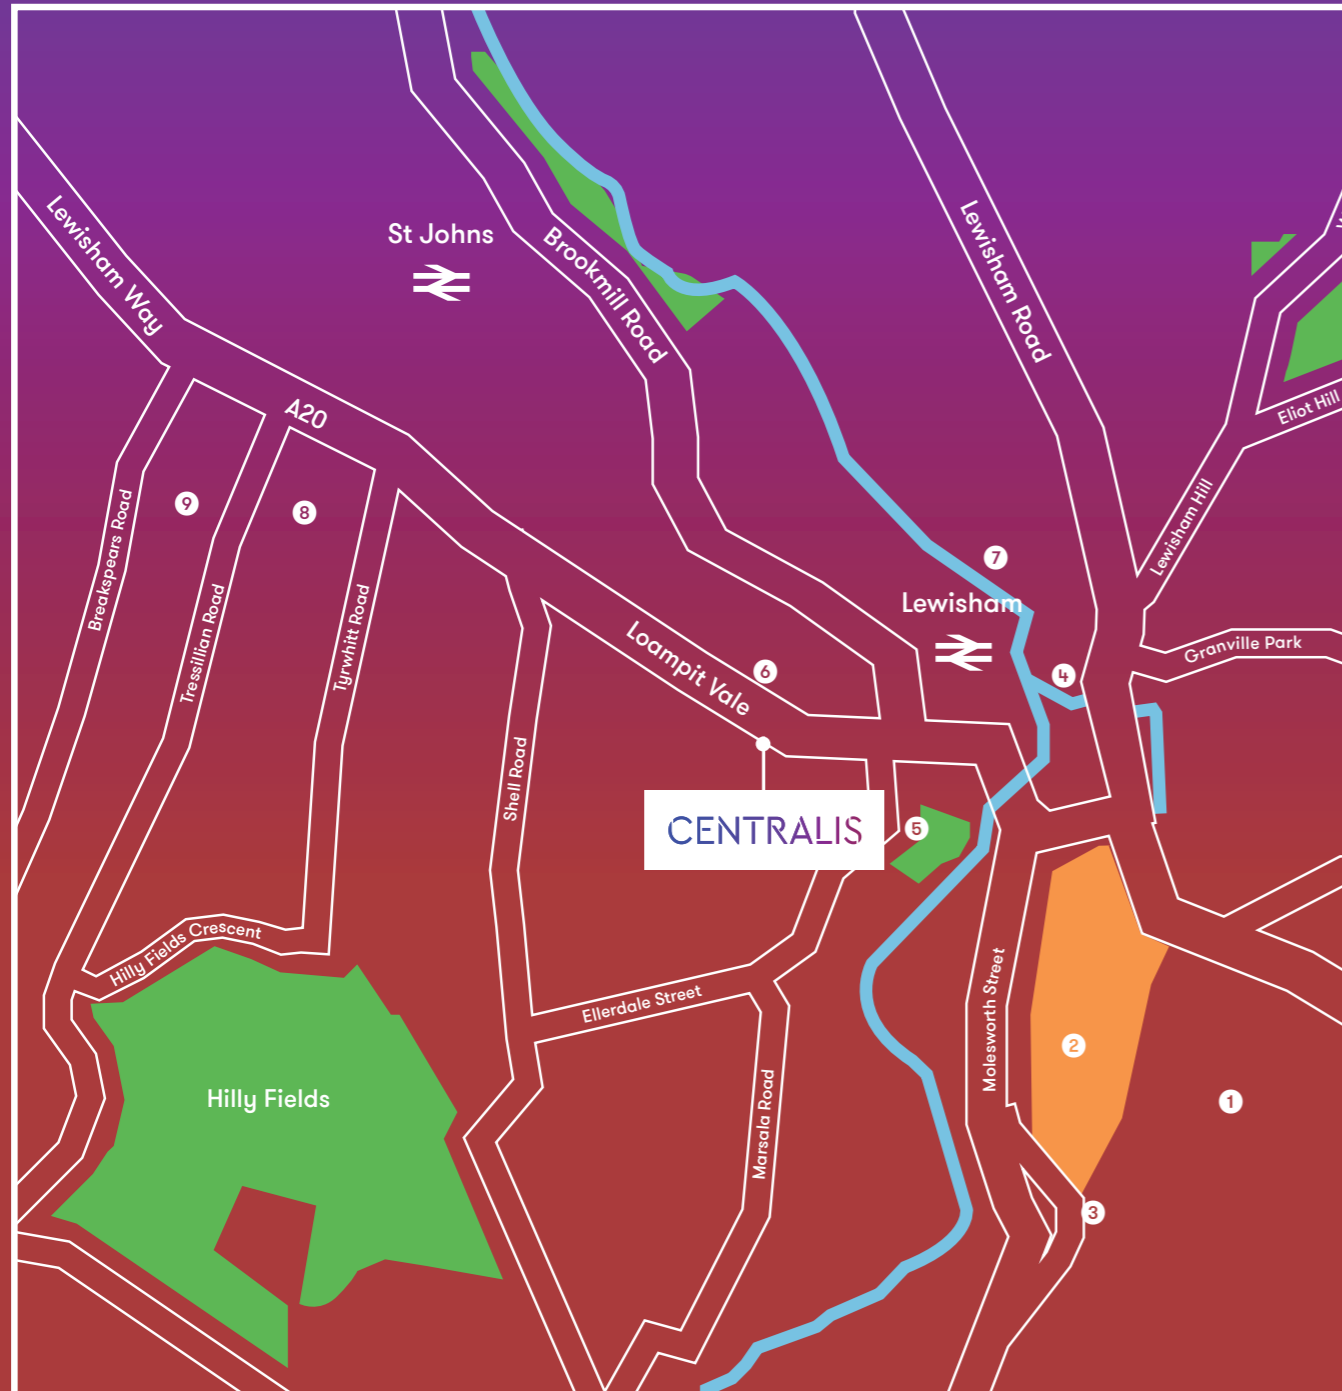 Lewisham Way
St Johns
Brookmill Road
Lewisham Road
Eliot Hill
A20
9
8
Breakspears Road
Tressillian Road
Tyrwhitt Road
Lewisham Hill
7
Lewisham
Granville Park
Loampit Vale
6
4
Shell Road
CENTRALIS
5
Hilly Fields Crescent
Ellerdale Street
Molesworth Street
2
Hilly Fields
Marsala Road
1
3